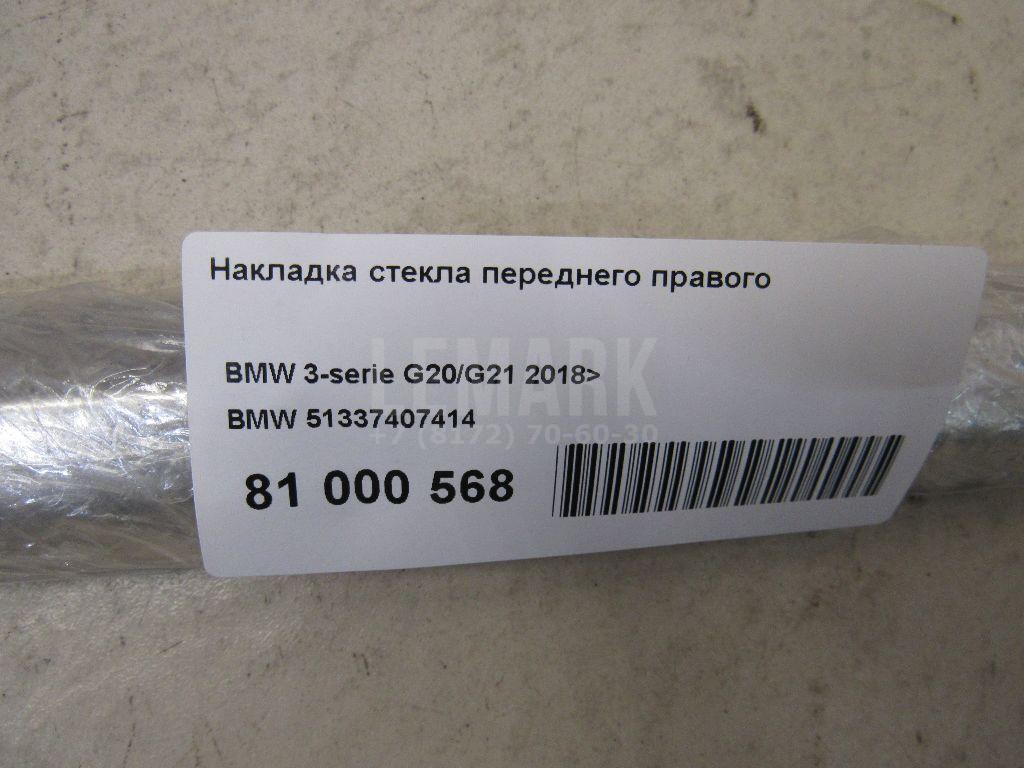 Накладка стекла переднего правого
LEMARK
BMW 3-serie G20/G21 2018>
BMW 51337407414
+7 (8172) 70-60-30
81 000 568